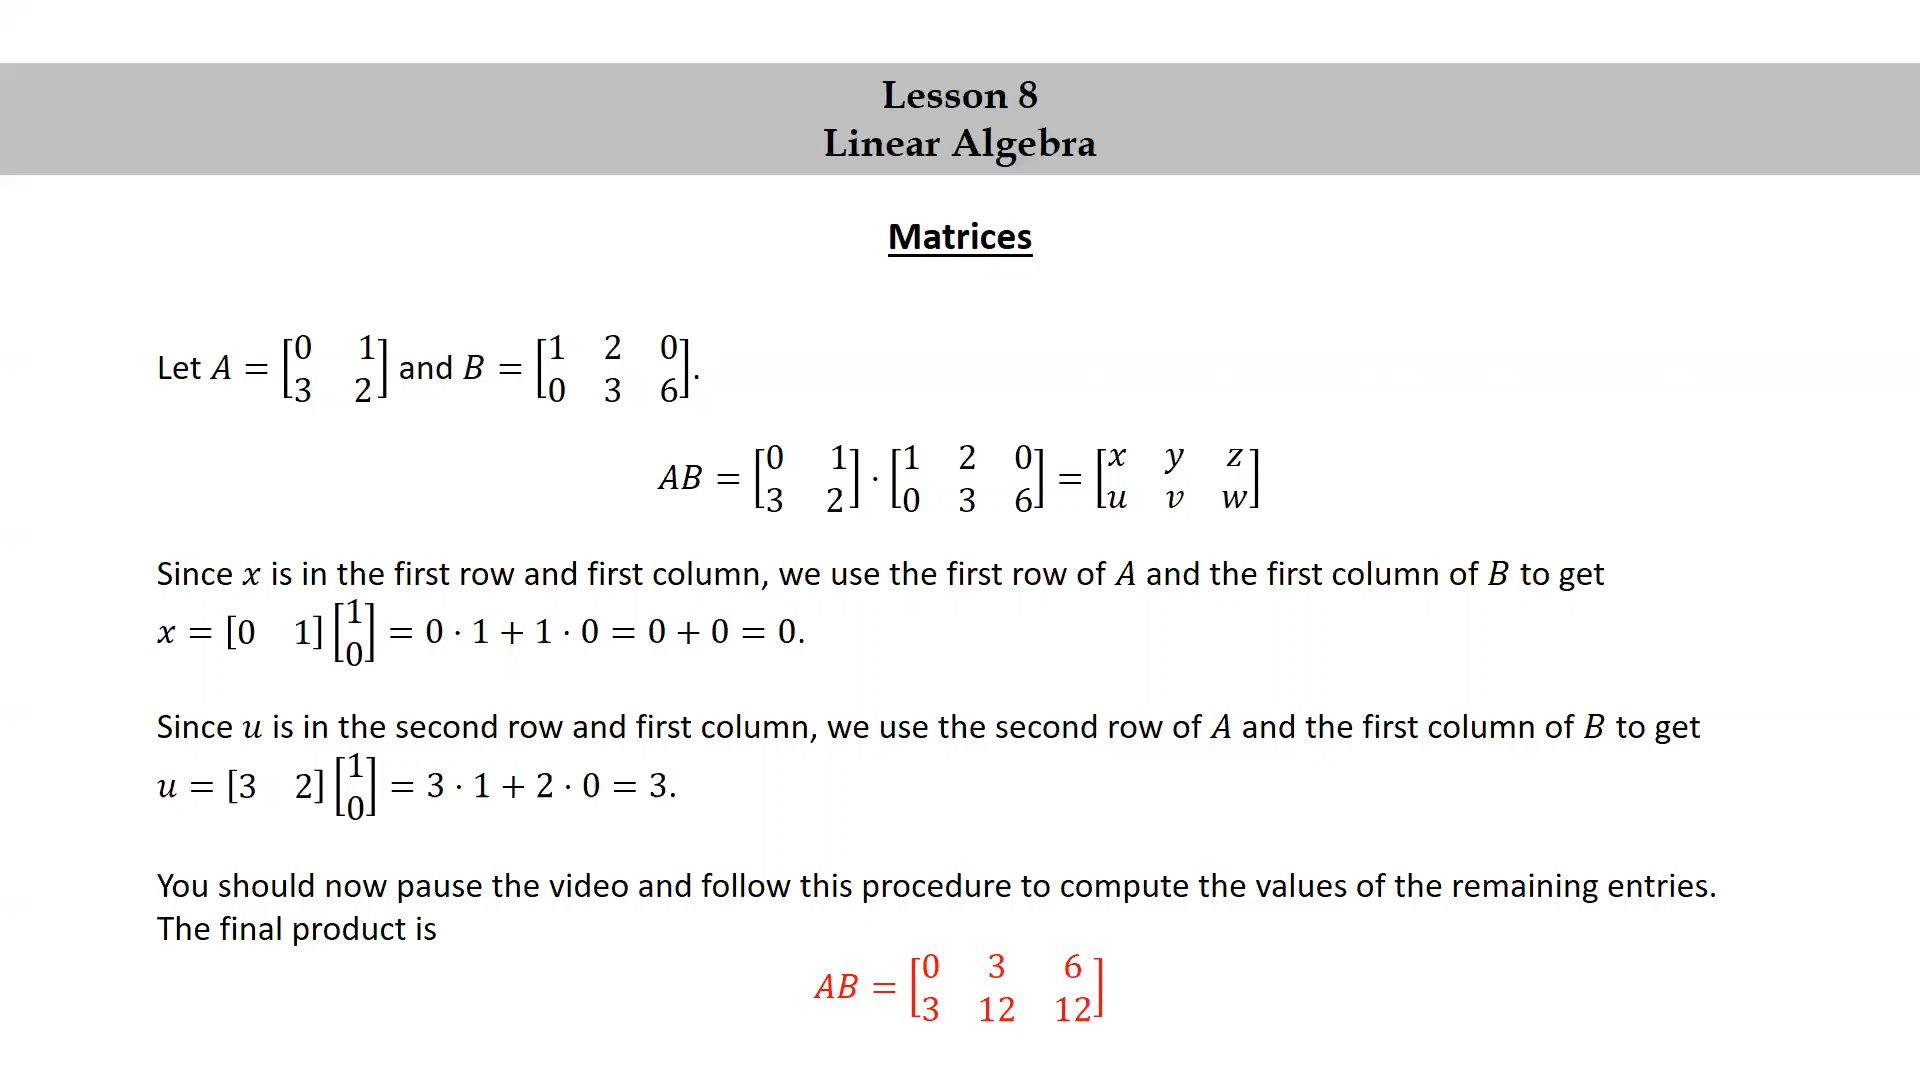 Lesson 8
Linear Algebra
Matrices
Let A = [0 1; 3 2] and B = [1 2 0; 0 3 6].
AB = [0 1; 3 2] · [1 2 0; 0 3 6] = [x y z; u v w]
Since x is in the first row and first column, we use the first row of A and the first column of B to get
x = [0 1] [1; 0] = 0 · 1 + 1 · 0 = 0 + 0 = 0.
Since u is in the second row and first column, we use the second row of A and the first column of B to get
u = [3 2] [1; 0] = 3 · 1 + 2 · 0 = 3.
You should now pause the video and follow this procedure to compute the values of the remaining entries.
The final product is
AB = [0 3 6; 3 12 12]